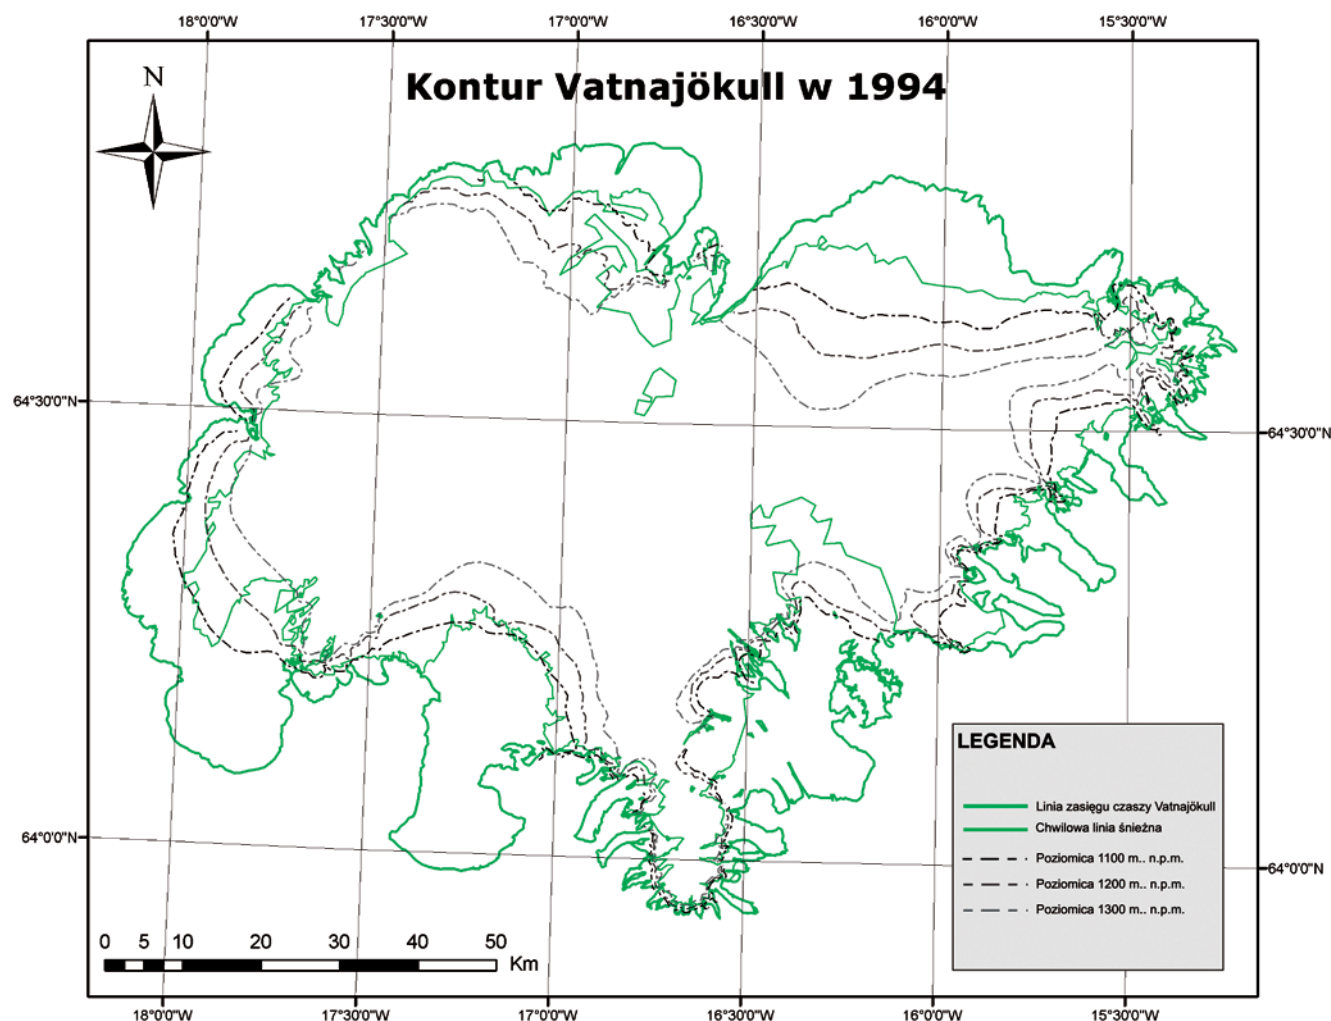 18°0'0"W 17°30'0"W 17°0'0"W 16°30'0"W 16°0'0"W 15°30'0"W
Kontur Vatnajökull w 1994
N
64°30'0"N
64°30'0"N
LEGENDA
Linia zasięgu czaszy Vatnajökull
Chwilowa linia śnieżna
Poziomica 1100 m.. n.p.m.
Poziomica 1200 m.. n.p.m.
Poziomica 1300 m.. n.p.m.
64°0'0"N
64°0'0"N
0 5 10 20 30 40 50
Km
18°0'0"W 17°30'0"W 17°0'0"W 16°30'0"W 16°0'0"W 15°30'0"W